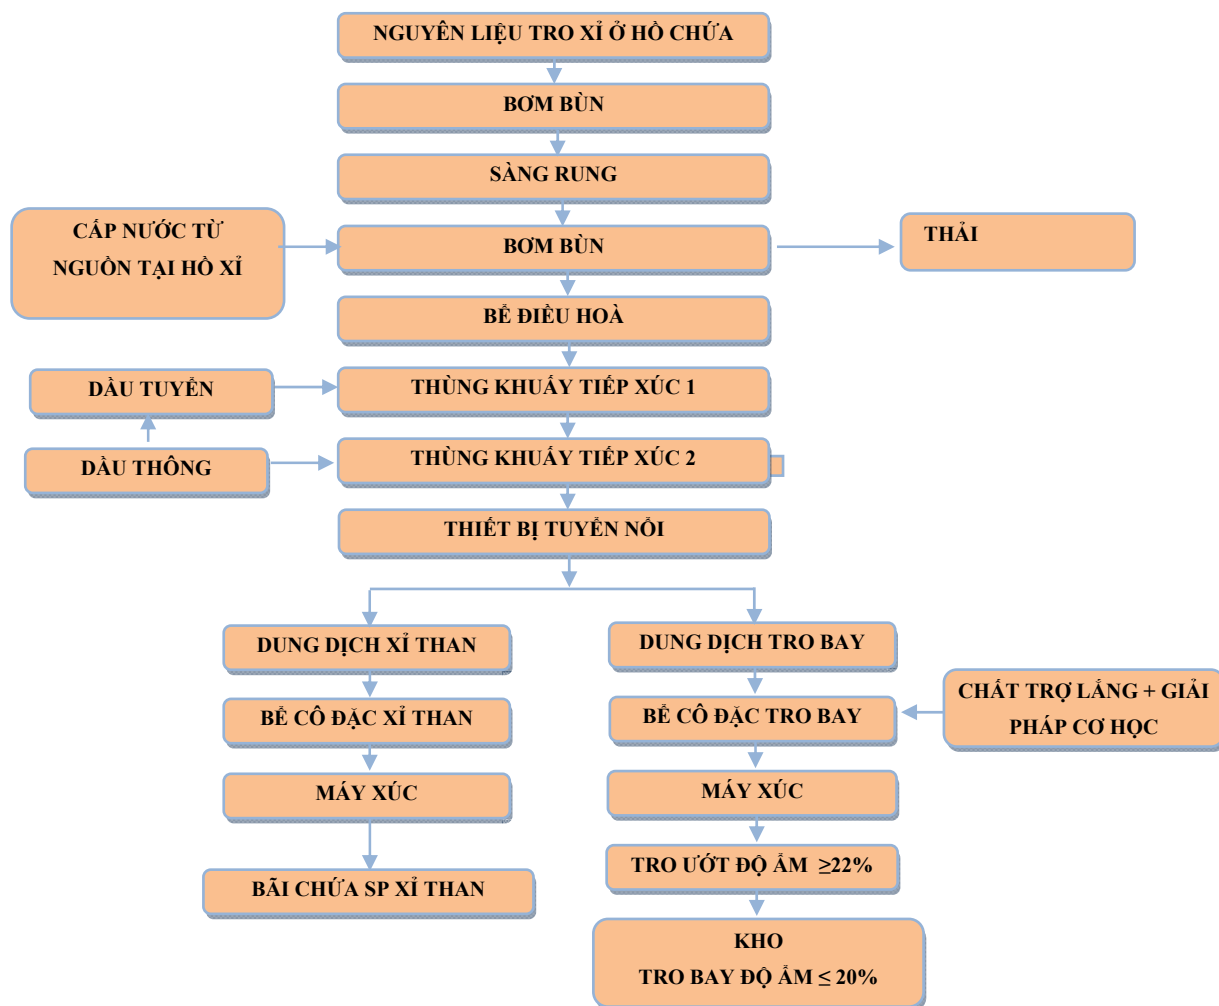 NGUYÊN LIỆU TRO XỈ Ở HỒ CHỨA
BƠM BÙN
SÀNG RUNG
CẤP NƯỚC TỪ
NGUỒN TẠI HỒ XỈ
BƠM BÙN
THẢI
BỂ ĐIỀU HOÀ
DẦU TUYỂN
THÙNG KHUẤY TIẾP XÚC 1
DẦU THÔNG
THÙNG KHUẤY TIẾP XÚC 2
THIẾT BỊ TUYỂN NỔI
DUNG DỊCH XỈ THAN
BỂ CÔ ĐẶC XỈ THAN
MÁY XÚC
BÃI CHỨA SP XỈ THAN
DUNG DỊCH TRO BAY
BỂ CÔ ĐẶC TRO BAY
CHẤT TRỢ LẮNG + GIẢI
PHÁP CƠ HỌC
MÁY XÚC
TRO ƯỚT ĐỘ ẨM ≥22%
KHO
TRO BAY ĐỘ ẨM ≤ 20%